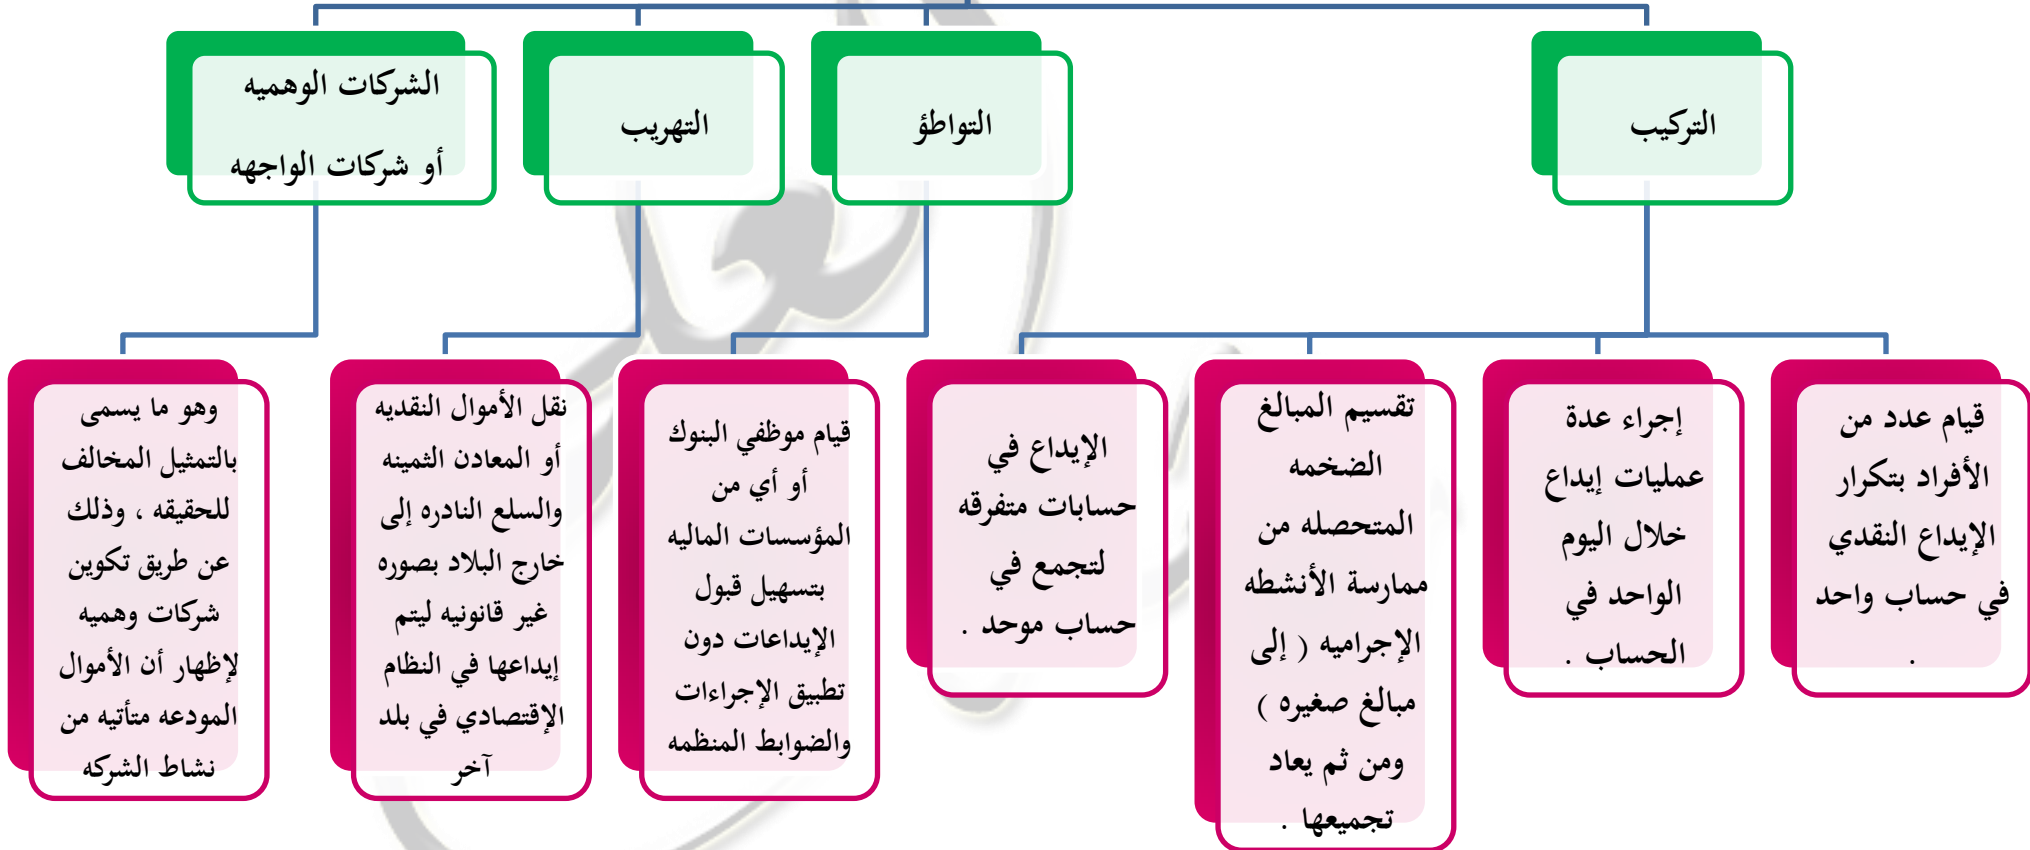 التركيب
التواطؤ
التهريب
الشركات الوهميه
أو شركات الواجهه
قيام عدد من
الأفراد بتكرار
الإيداع النقدي
في حساب واحد
.
إجراء عدة
عمليات إيداع
خلال اليوم
الواحد في
الحساب .
تقسيم المبالغ
الضخمه
المتحصله من
ممارسة الأنشطه
الإجراميه ( إلى
مبالغ صغيره )
ومن ثم يعاد
تجميعها .
الإيداع في
حسابات متفرقه
لتجمع في
حساب موحد .
قيام موظفي البنوك
أو أي من
المؤسسات الماليه
بتسهيل قبول
الإيداعات دون
تطبيق الإجراءات
والضوابط المنظمه
نقل الأموال النقديه
أو المعادن الثمينه
والسلع النادره إلى
خارج البلاد بصوره
غير قانونيه ليتم
إيداعها في النظام
الإقتصادي في بلد
آخر
وهو ما يسمى
بالتمثيل المخالف
للحقيقه ، وذلك
عن طريق تكوين
شركات وهميه
لإظهار أن الأموال
المودعه متأتيه من
نشاط الشركه